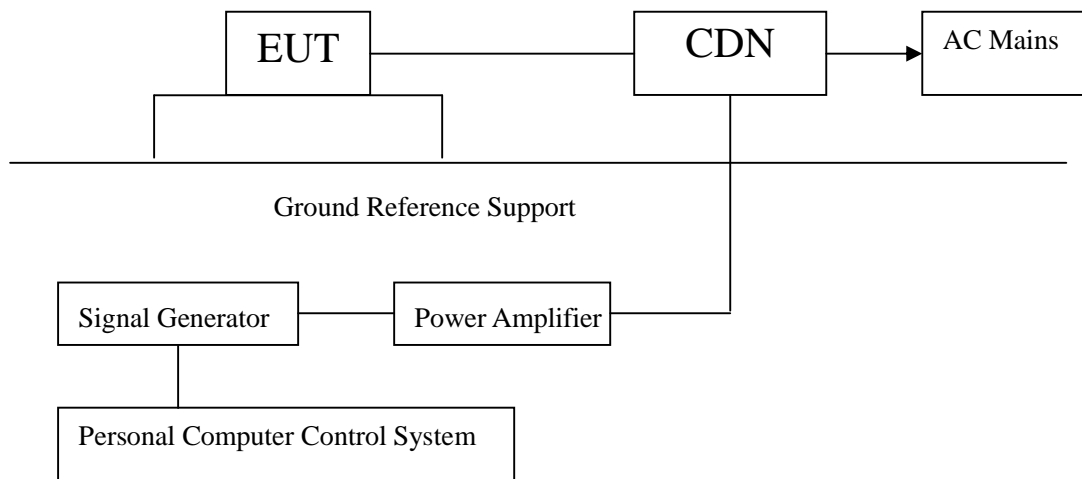 EUT
CDN
AC Mains
Ground Reference Support
Signal Generator
Power Amplifier
Personal Computer Control System